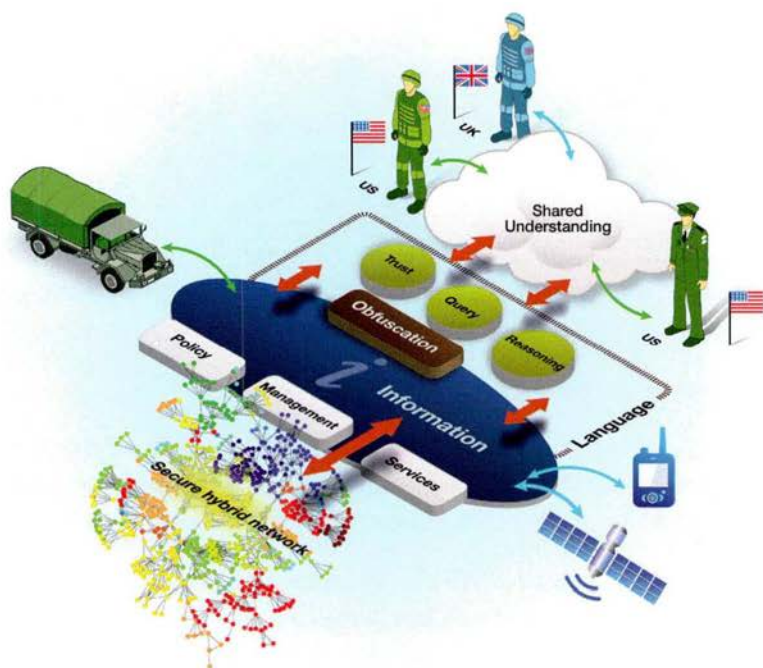 UK
US
Shared
Understanding
Trust
Query
Reasoning
US
Obfuscation
Policy
i
Information
Management
Language
Services
Secure hybrid network